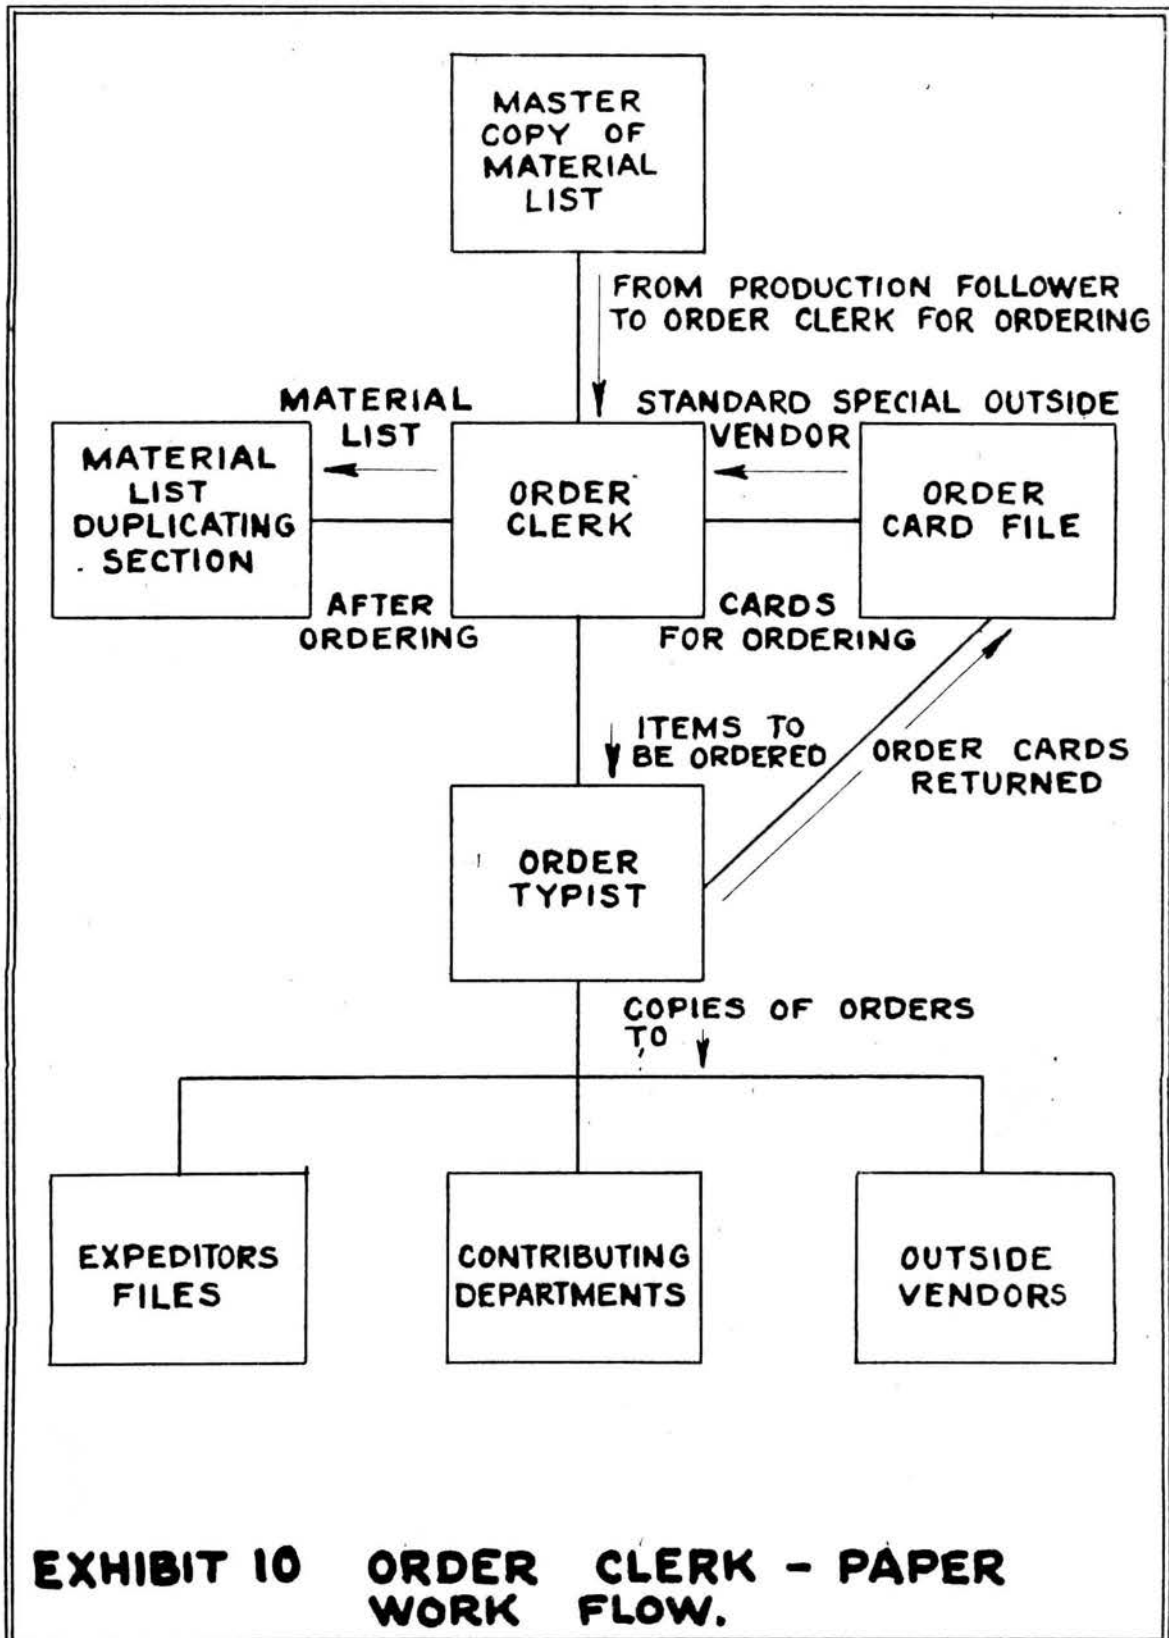 MASTER
COPY OF
MATERIAL
LIST
FROM PRODUCTION FOLLOWER
TO ORDER CLERK FOR ORDERING
MATERIAL
LIST
STANDARD SPECIAL OUTSIDE
VENDOR
MATERIAL
LIST
DUPLICATING
SECTION
ORDER
CLERK
ORDER
CARD FILE
AFTER
ORDERING
CARDS
FOR ORDERING
ITEMS TO
BE ORDERED
ORDER CARDS
RETURNED
ORDER
TYPIST
COPIES OF ORDERS
TO
EXPEDITORS
FILES
CONTRIBUTING
DEPARTMENTS
OUTSIDE
VENDORS
EXHIBIT 10 ORDER CLERK - PAPER
WORK FLOW.